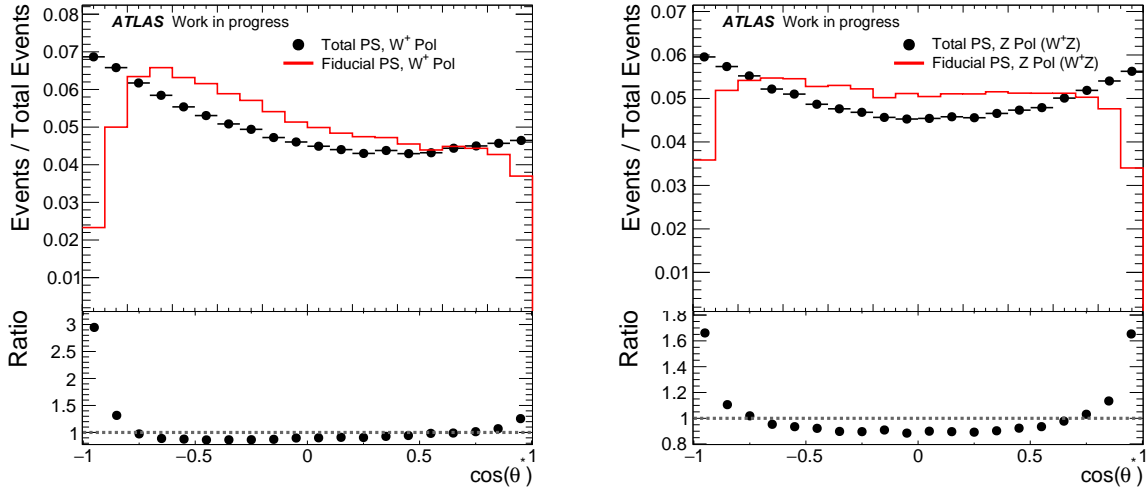 ATLAS Work in progress
Total PS, W⁺ Pol
Fiducial PS, W⁺ Pol
Events / Total Events
0.08
0.07
0.06
0.05
0.04
0.03
0.02
0.01
Ratio
3
2.5
2
1.5
1
−1 −0.5 0 0.5 1
cos(θ*)
ATLAS Work in progress
Total PS, Z Pol (W⁺Z)
Fiducial PS, Z Pol (W⁺Z)
Events / Total Events
0.07
0.06
0.05
0.04
0.03
0.02
0.01
Ratio
1.8
1.6
1.4
1.2
1
0.8
−1 −0.5 0 0.5 1
cos(θ*)